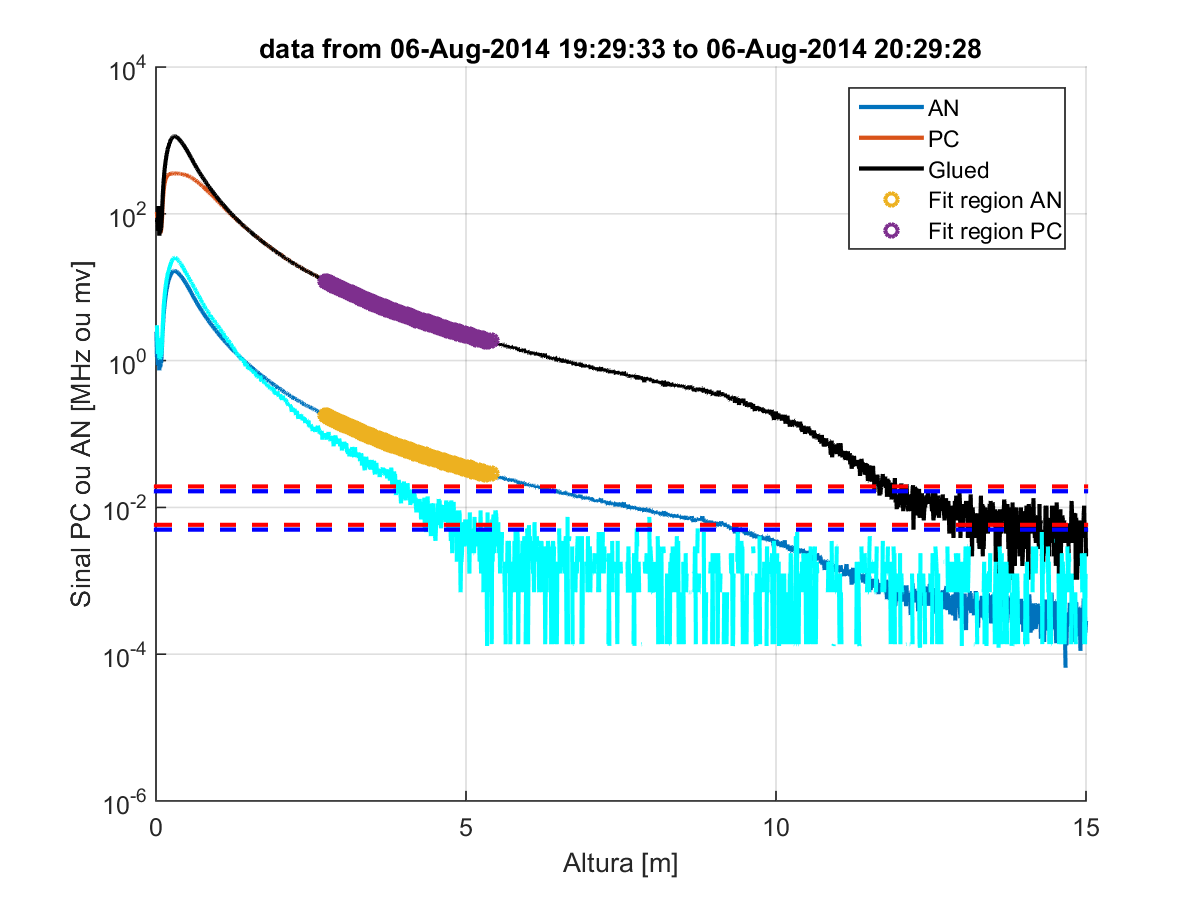 data from 06-Aug-2014 19:29:33 to 06-Aug-2014 20:29:28
AN
PC
Glued
Fit region AN
Fit region PC
Sinal PC ou AN [MHz ou mv]
10^4
10^2
10^0
10^-2
10^-4
10^-6
0 5 10 15
Altura [m]